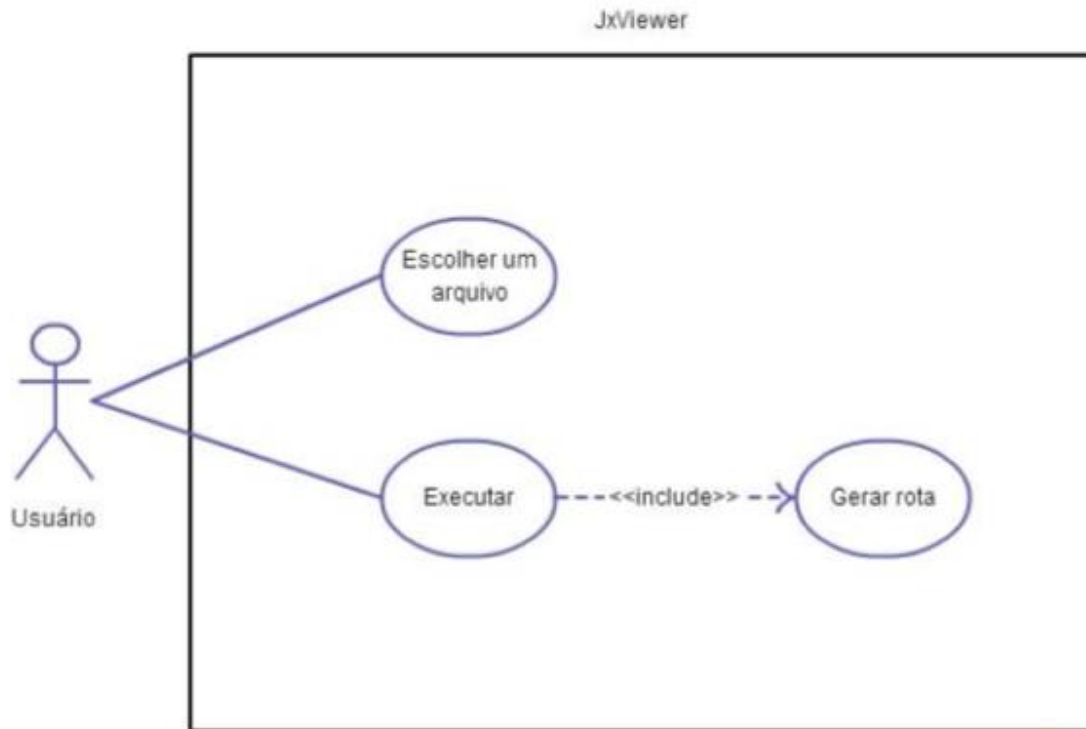 JxViewer
Escolher um
arquivo
Executar
<<include>>
Gerar rota
Usuário